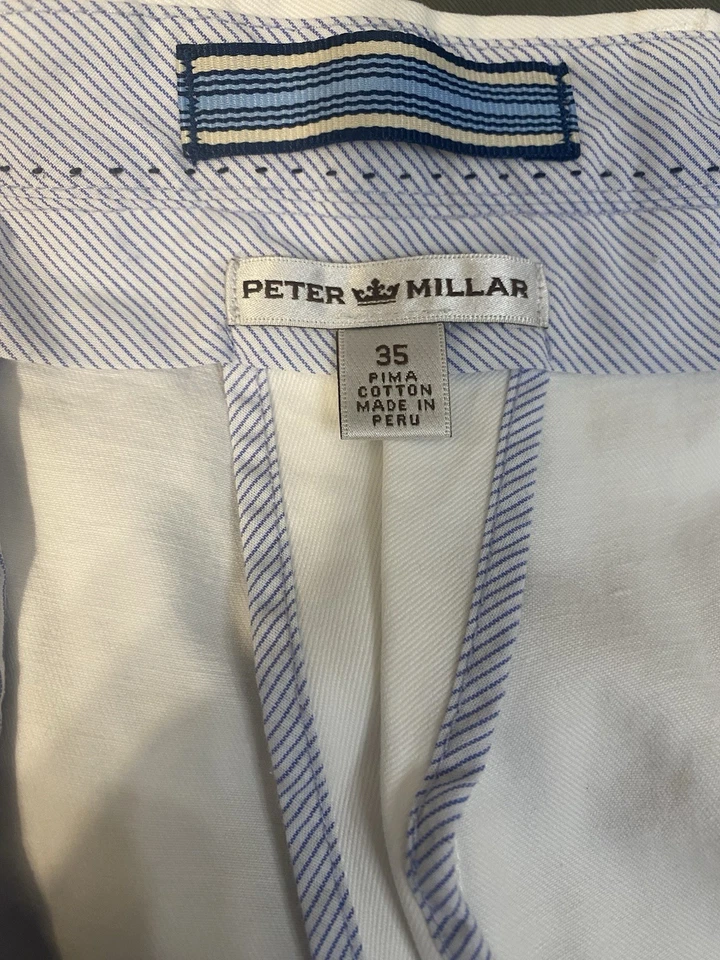 PETER MILLAR
35
PIMA
COTTON
MADE IN
PERU